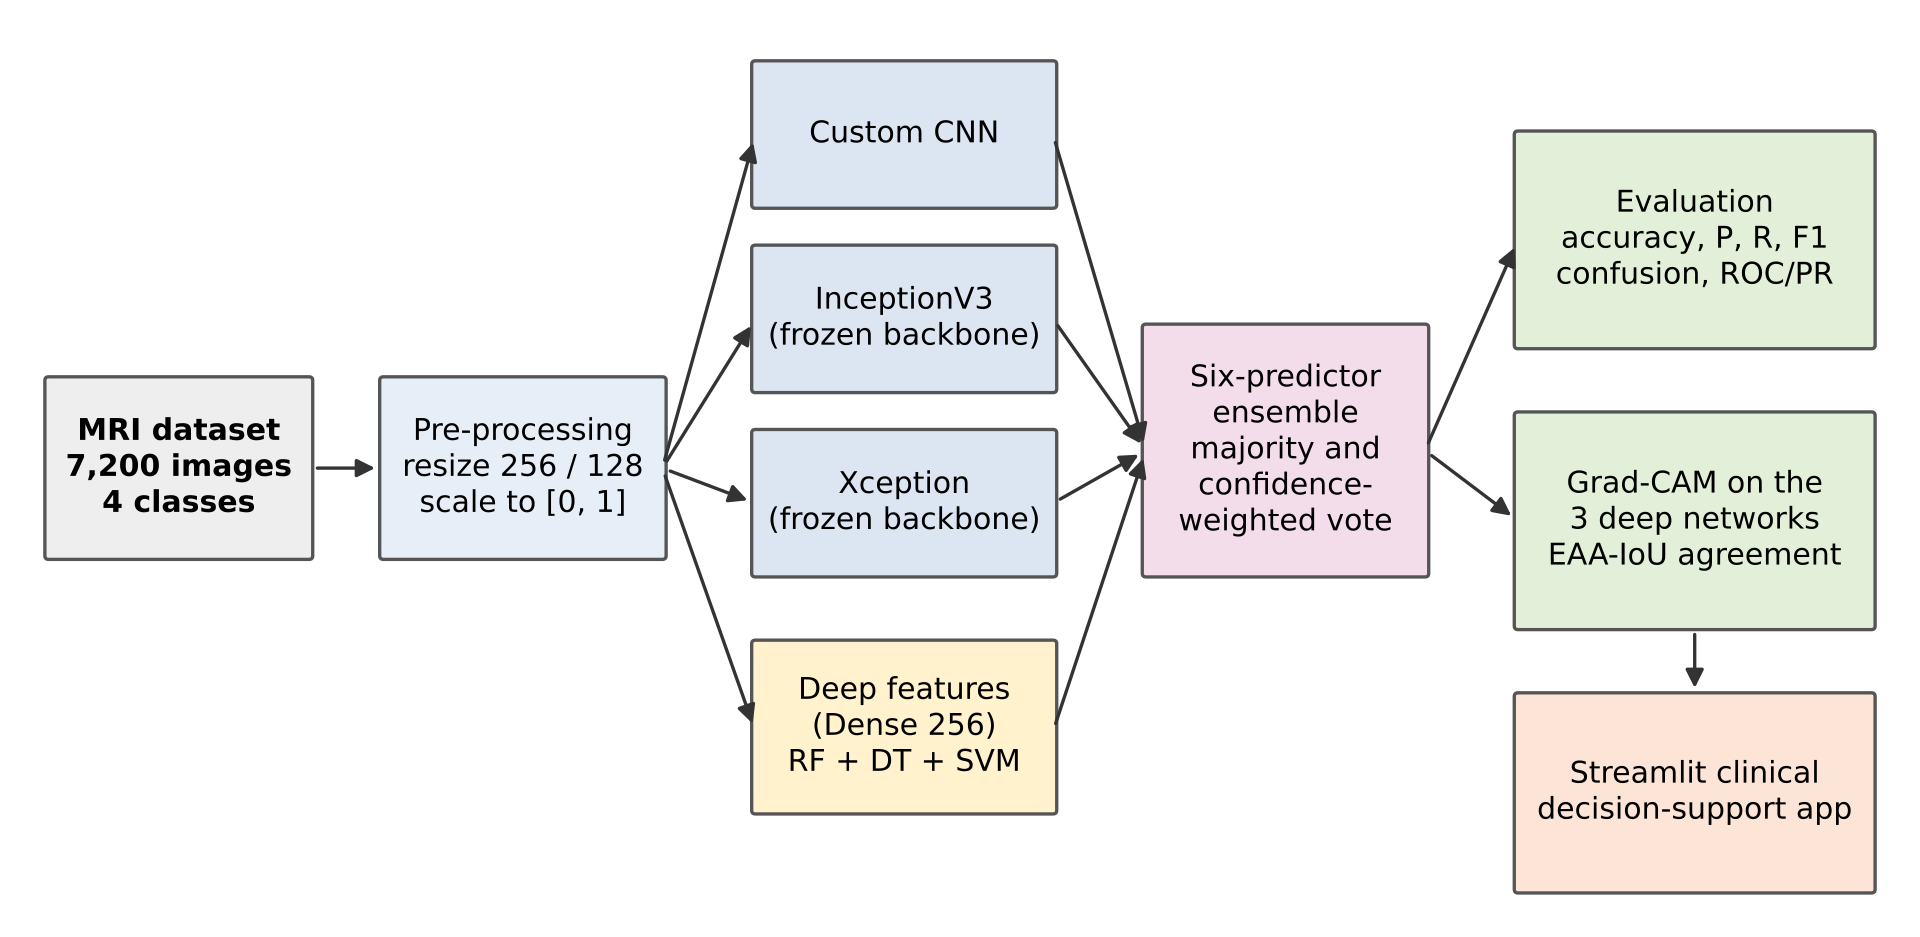 MRI dataset
7,200 images
4 classes
Pre-processing
resize 256 / 128
scale to [0, 1]
Custom CNN
InceptionV3
(frozen backbone)
Xception
(frozen backbone)
Deep features
(Dense 256)
RF + DT + SVM
Six-predictor
ensemble
majority and
confidence-
weighted vote
Evaluation
accuracy, P, R, F1
confusion, ROC/PR
Grad-CAM on the
3 deep networks
EAA-IoU agreement
Streamlit clinical
decision-support app